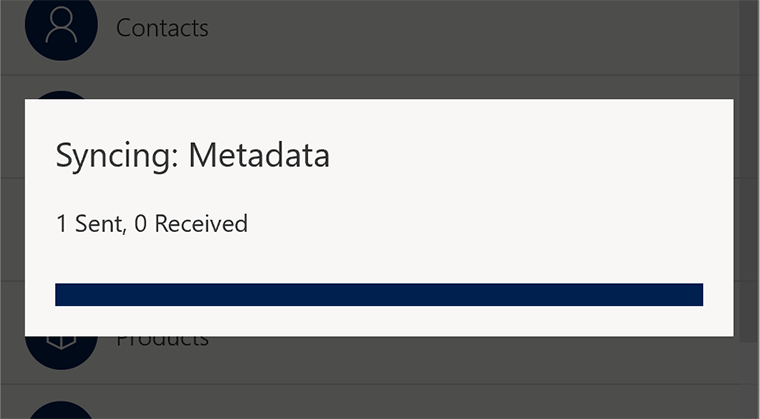 Contacts
Syncing: Metadata
1 Sent, 0 Received
Products